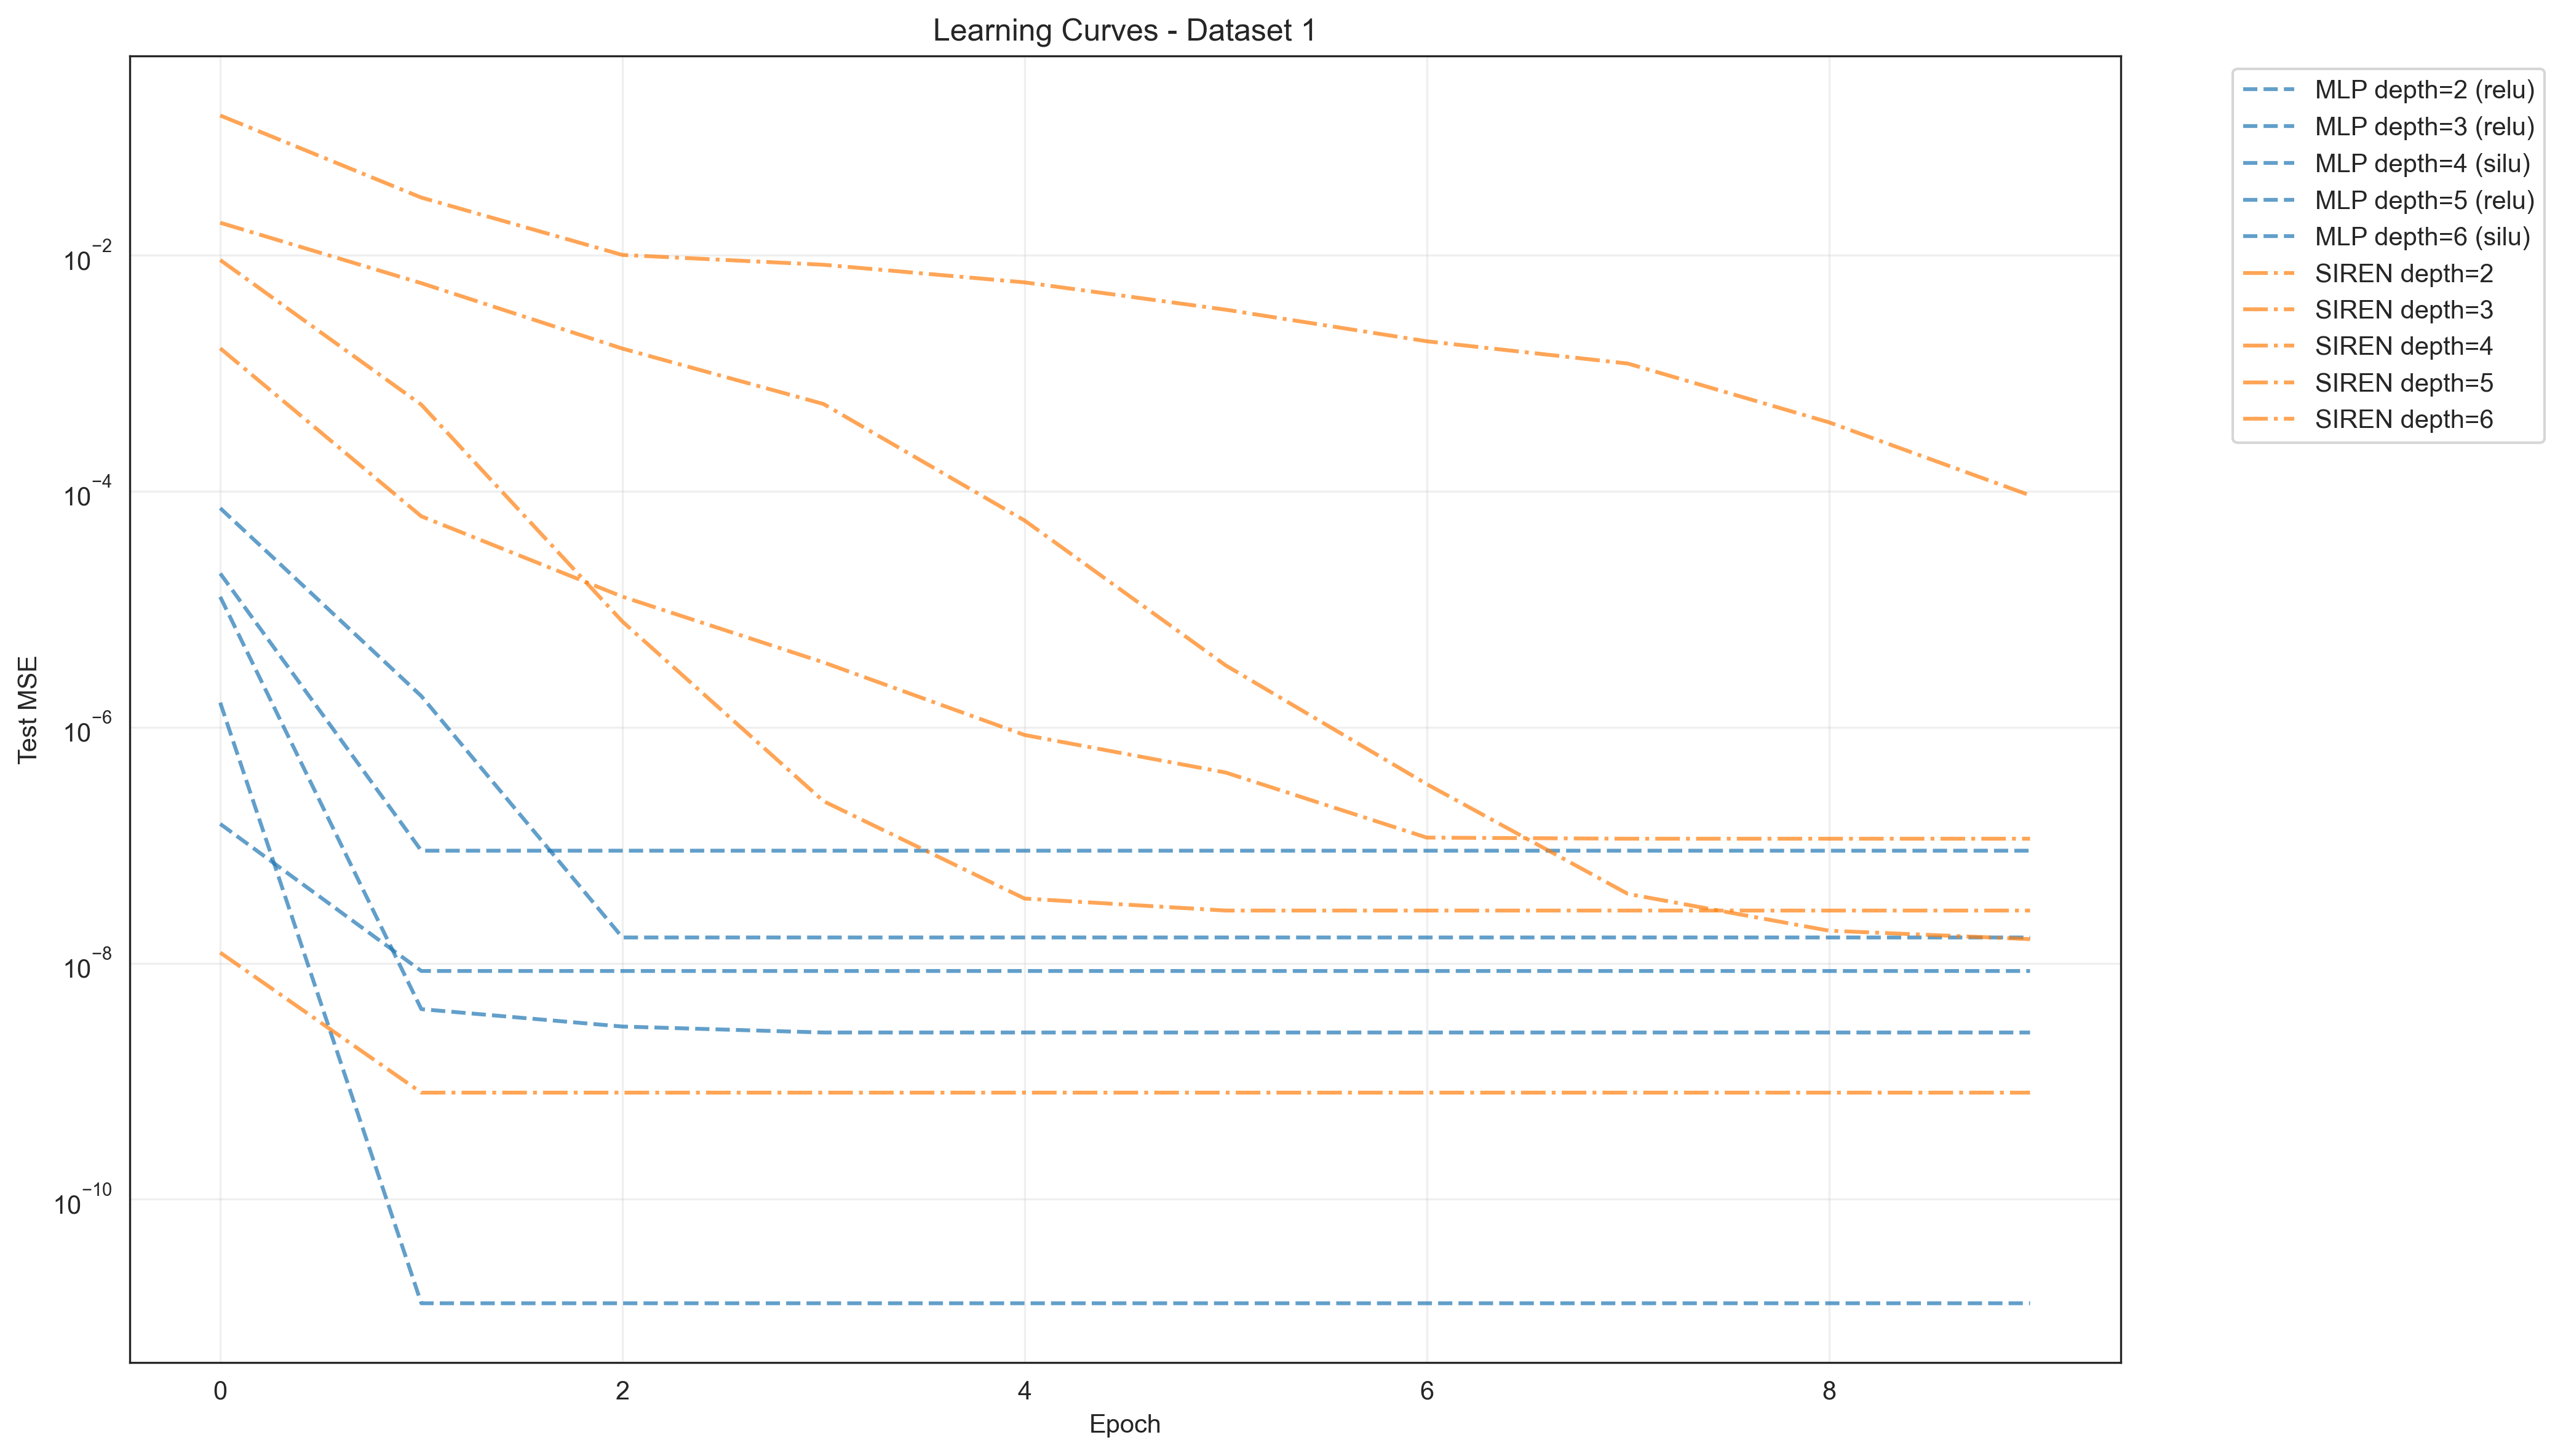 Learning Curves - Dataset 1
MLP depth=2 (relu)
MLP depth=3 (relu)
MLP depth=4 (silu)
MLP depth=5 (relu)
MLP depth=6 (silu)
SIREN depth=2
SIREN depth=3
SIREN depth=4
SIREN depth=5
SIREN depth=6
10⁻²
10⁻⁴
10⁻⁶
10⁻⁸
10⁻¹⁰
Test MSE
0 2 4 6 8
Epoch